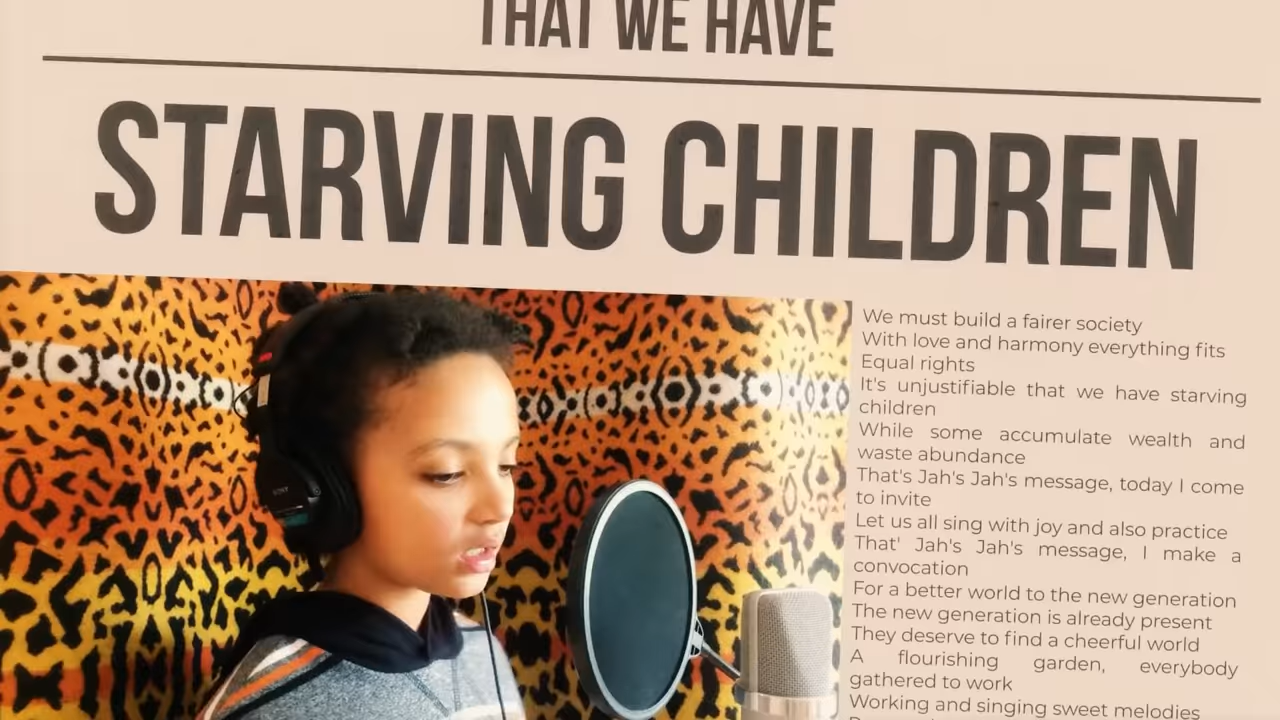 THAT WE HAVE
STARVING CHILDREN
We must build a fairer society
With love and harmony everything fits
Equal rights
It's unjustifiable that we have starving
children
While some accumulate wealth and
waste abundance
That's Jah's Jah's message, today I come
to invite
Let us all sing with joy and also practice
That' Jah's Jah's message, I make a
convocation
For a better world to the new generation
The new generation is already present
They deserve to find a cheerful world
A flourishing garden, everybody
gathered to work
Working and singing sweet melodies
SONY